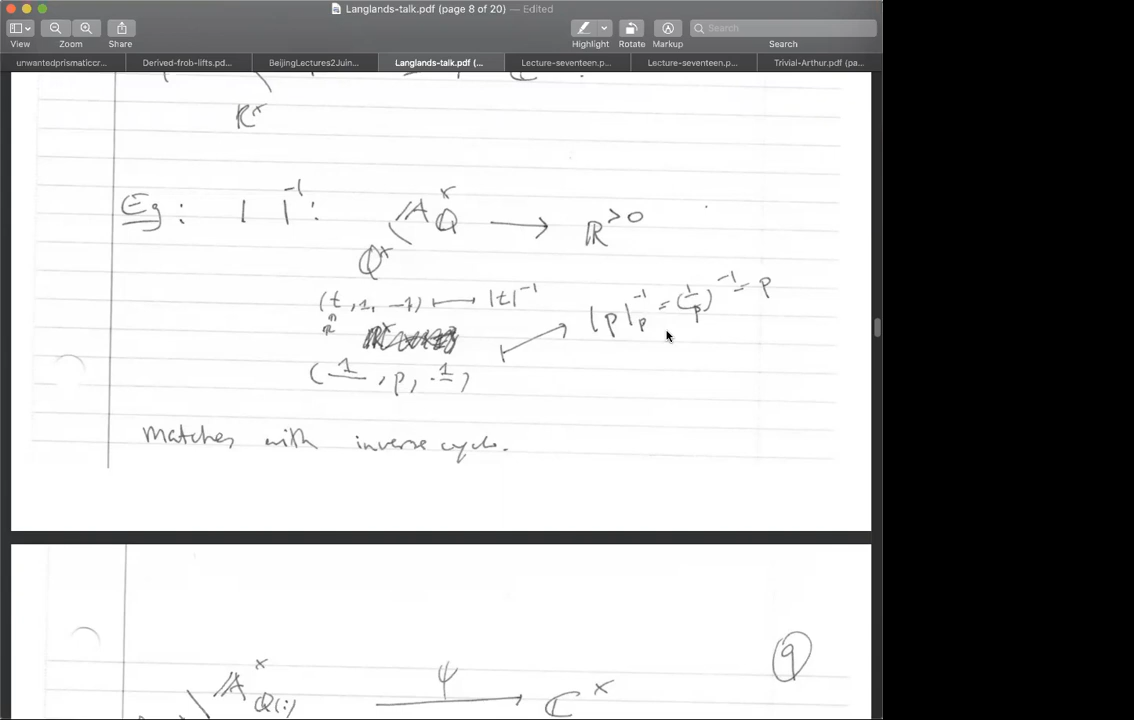 Langlands-talk.pdf (page 8 of 20) — Edited
View Zoom Share Highlight Rotate Markup Search
Search
unwantedprismaticcr... Derived-frob-lifts.pd... BeijingLectures2Juin... Langlands-talk.pdf (... Lecture-seventeen.p... Lecture-seventeen.p... Trivial-Arthur.pdf (pa...
ℝ^×
Eg : | |^{-1} : ℚ^× \ 𝔸_ℚ^× → ℝ^{>0}
(t, 1, -1) ↦ |t|^{-1}
(1, p, 1) ↦ |p|_p^{-1} = (1/p)^{-1} = p
Matches with inverse cyclo.
9
𝔸_{Q(i)}^× ψ → ℂ^×